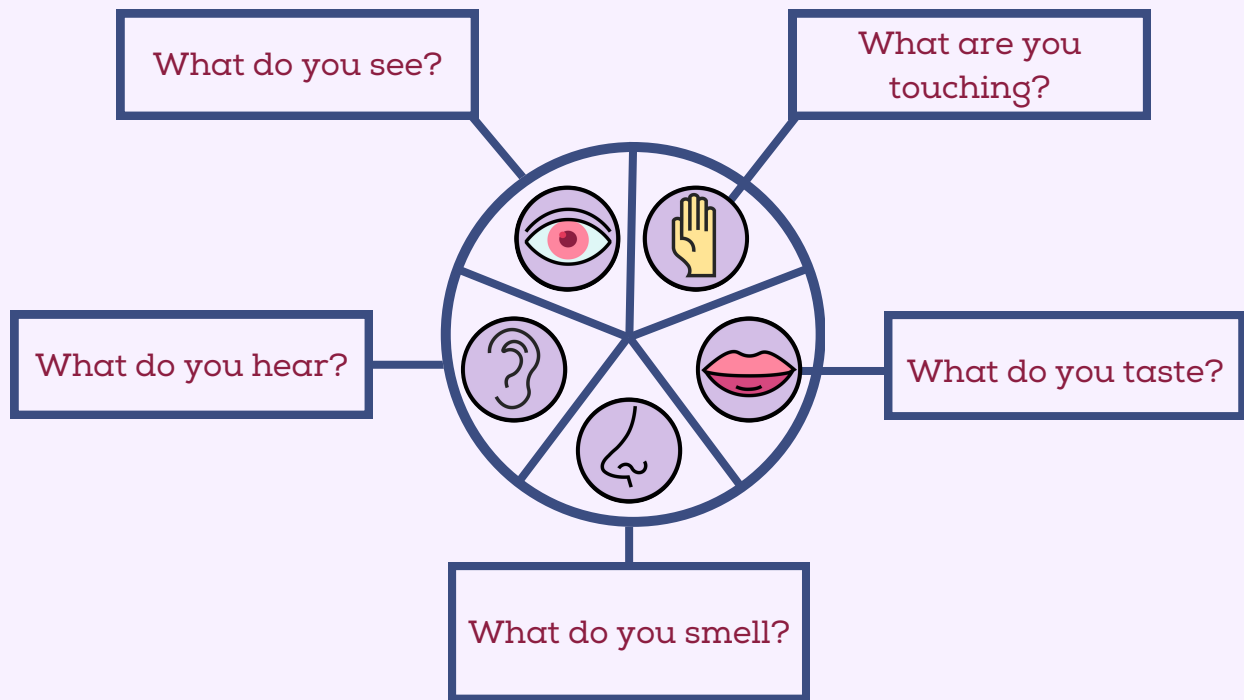 What do you see?
What are you
touching?
What do you hear?
What do you taste?
What do you smell?